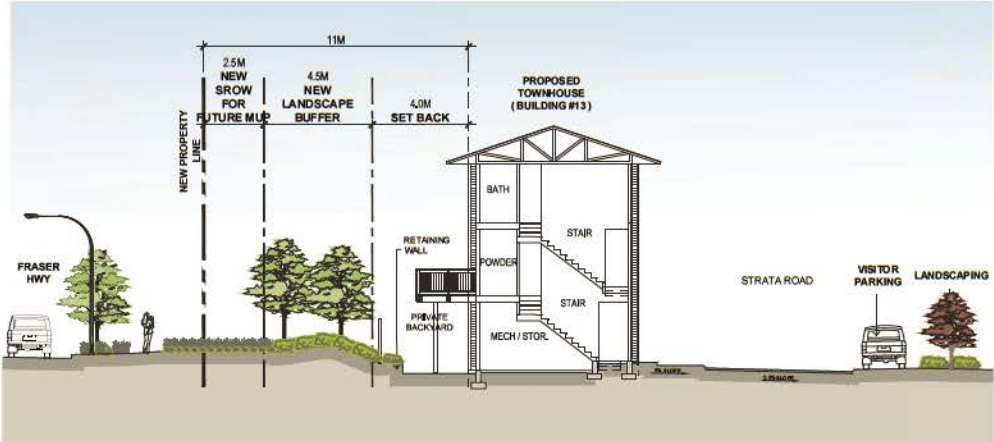 11M
2.5M
NEW
SROW
FOR
FUTURE MUP
4.5M
NEW
LANDSCAPE
BUFFER
4.0M
SET BACK
PROPOSED
TOWNHOUSE
( BUILDING #13 )
NEW PROPERTY
LINE
BATH
STAIR
RETAINING
WALL
POWDER
FRASER
HWY
STRATA ROAD
VISITOR
PARKING
LANDSCAPING
STAIR
PRIVATE
BACKYARD
MECH / STOR.